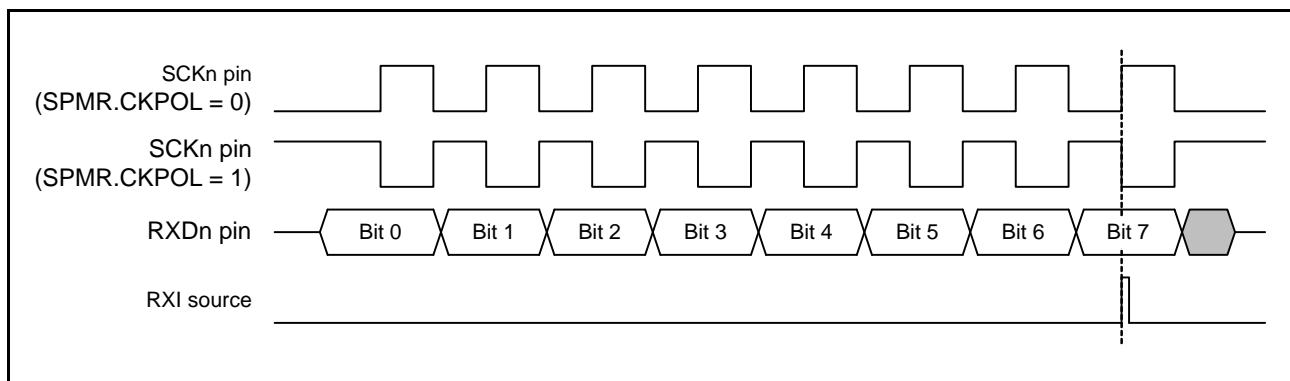 SCKn pin
(SPMR.CKPOL = 0)
SCKn pin
(SPMR.CKPOL = 1)
RXDn pin
Bit 0 Bit 1 Bit 2 Bit 3 Bit 4 Bit 5 Bit 6 Bit 7
RXI source